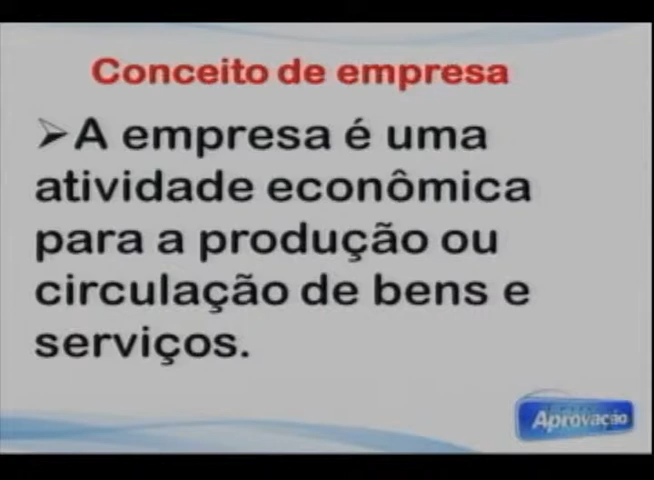 Conceito de empresa
➢A empresa é uma
atividade econômica
para a produção ou
circulação de bens e
serviços.
Aprovação